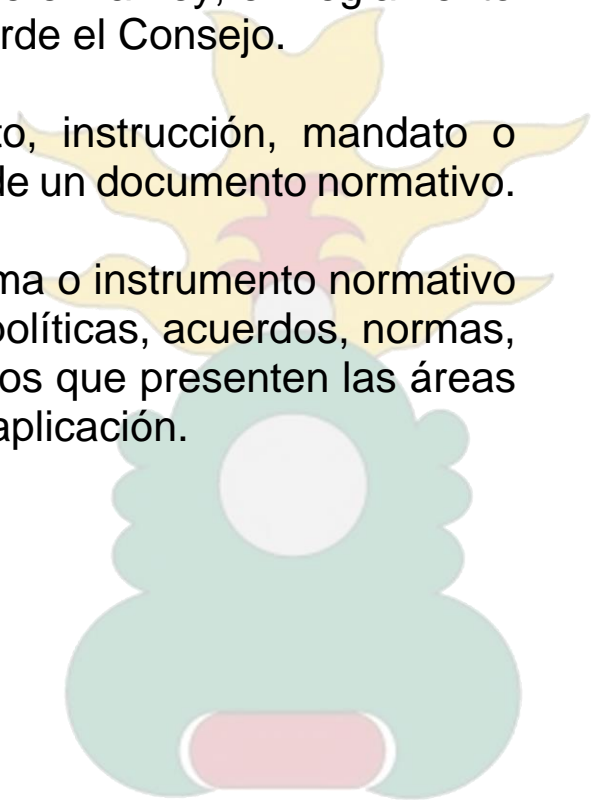 rde el Consejo.
to, instrucción, mandato o
de un documento normativo.
ma o instrumento normativo
políticas, acuerdos, normas,
os que presenten las áreas
aplicación.